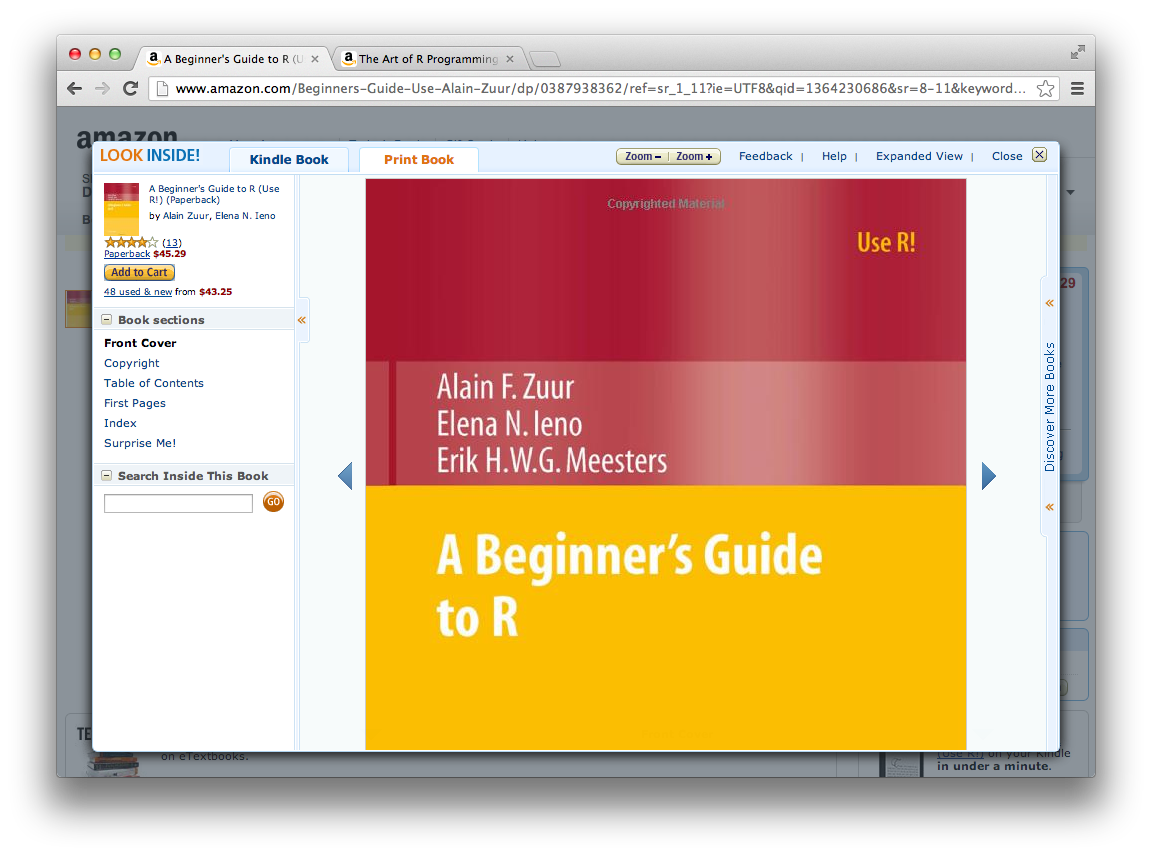 A Beginner's Guide to R (U
The Art of R Programming
www.amazon.com/Beginners-Guide-Use-Alain-Zuur/dp/0387938362/ref=sr_1_11?ie=UTF8&qid=1364230686&sr=8-11&keyword...
amazon
LOOK INSIDE!
Kindle Book
Print Book
Zoom – | Zoom +
Feedback | Help | Expanded View | Close
A Beginner's Guide to R (Use
R!) (Paperback)
by Alain Zuur, Elena N. Ieno
(13)
Paperback $45.29
Add to Cart
48 used & new from $43.25
Book sections
Front Cover
Copyright
Table of Contents
First Pages
Index
Surprise Me!
Search Inside This Book
GO
Copyrighted Material
Use R!
Alain F. Zuur
Elena N. Ieno
Erik H.W.G. Meesters
A Beginner's Guide
to R
Discover More Books
29
TE
on eTextbooks.
(Use R!) on your Kindle
in under a minute.